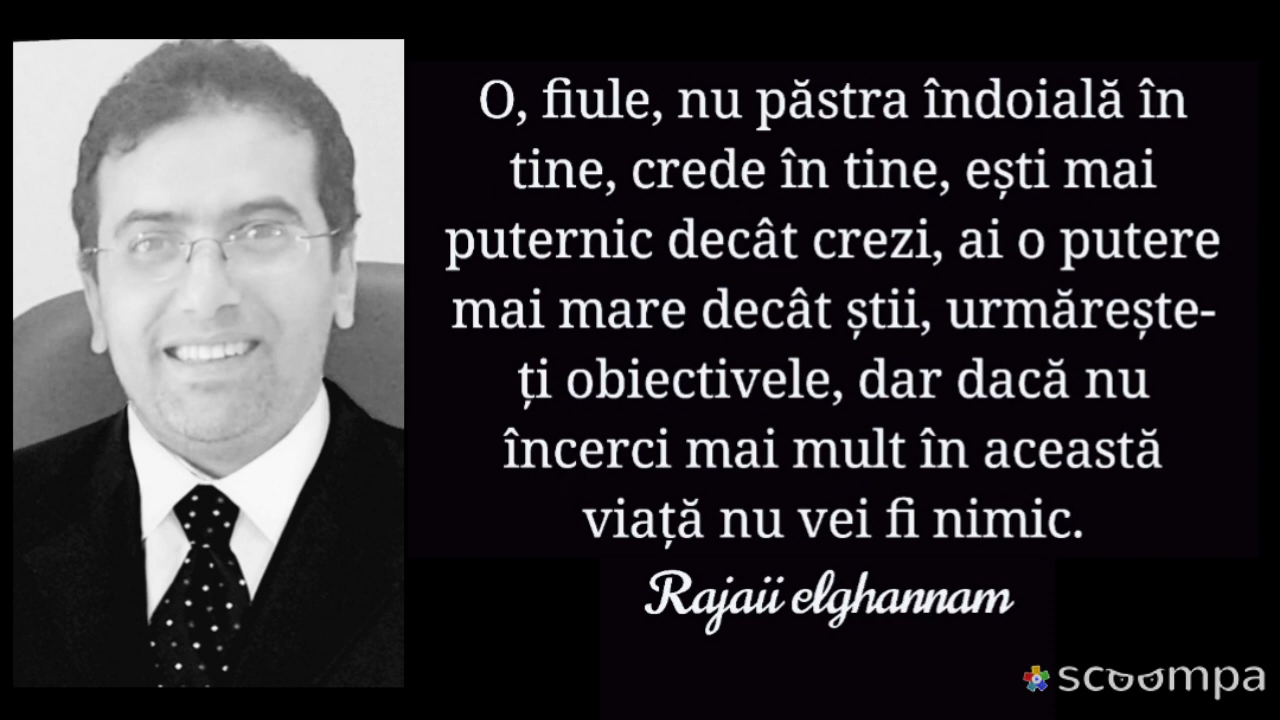 O, fiule, nu păstra îndoială în
tine, crede în tine, ești mai
puternic decât crezi, ai o putere
mai mare decât știi, urmărește-
ți obiectivele, dar dacă nu
încerci mai mult în această
viață nu vei fi nimic.
Rajaii elghannam
scoompa